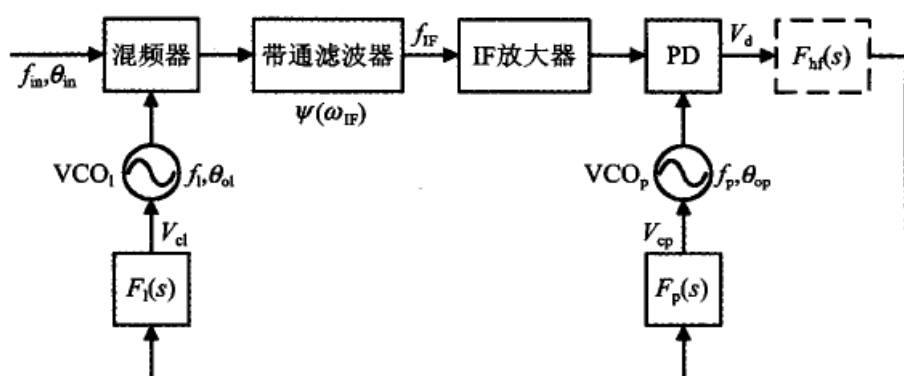 混频器
带通滤波器
f_IF
IF放大器
PD
V_d
F_hf(s)
f_in,θ_in
Ψ(ω_IF)
VCO_l
f_l,θ_ol
VCO_p
f_p,θ_op
V_cl
V_cp
F_l(s)
F_p(s)